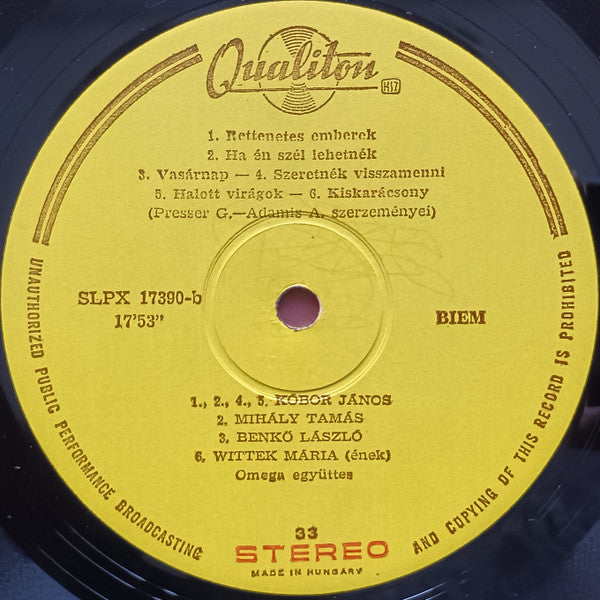 Qualiton
HSZ
1. Rettenetes emberek
2. Ha én szél lehetnék
3. Vasárnap — 4. Szeretnék visszamenni
5. Halott virágok — 6. Kiskarácsony
(Presser G.—Adamis A. szerzeményei)
SLPX 17390-b
17'53"
BIEM
1., 2., 4., 5. KÓBOR JÁNOS
2. MIHÁLY TAMÁS
3. BENKŐ LÁSZLÓ
6. WITTEK MÁRIA (ének)
Omega együttes
33
STEREO
MADE IN HUNGARY
UNAUTHORIZED PUBLIC PERFORMANCE BROADCASTING AND COPYING OF THIS RECORD IS PROHIBITED